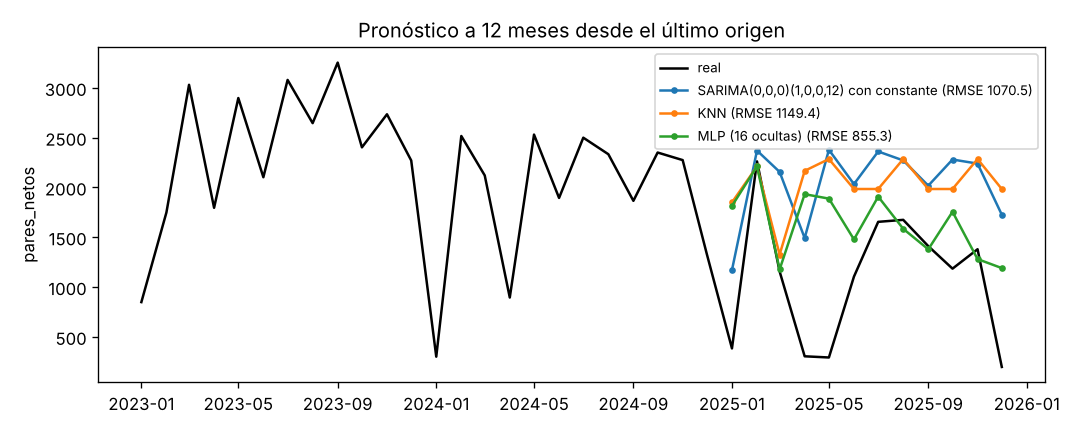 Pronóstico a 12 meses desde el último origen
real
SARIMA(0,0,0)(1,0,0,12) con constante (RMSE 1070.5)
KNN (RMSE 1149.4)
MLP (16 ocultas) (RMSE 855.3)
pares_netos
3000
2500
2000
1500
1000
500
2023-01 2023-05 2023-09 2024-01 2024-05 2024-09 2025-01 2025-05 2025-09 2026-01